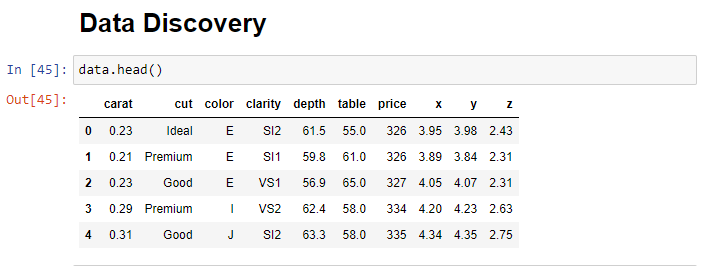 Data Discovery
In [45]: data.head()
Out[45]:
carat cut color clarity depth table price x y z
0 0.23 Ideal E SI2 61.5 55.0 326 3.95 3.98 2.43
1 0.21 Premium E SI1 59.8 61.0 326 3.89 3.84 2.31
2 0.23 Good E VS1 56.9 65.0 327 4.05 4.07 2.31
3 0.29 Premium I VS2 62.4 58.0 334 4.20 4.23 2.63
4 0.31 Good J SI2 63.3 58.0 335 4.34 4.35 2.75